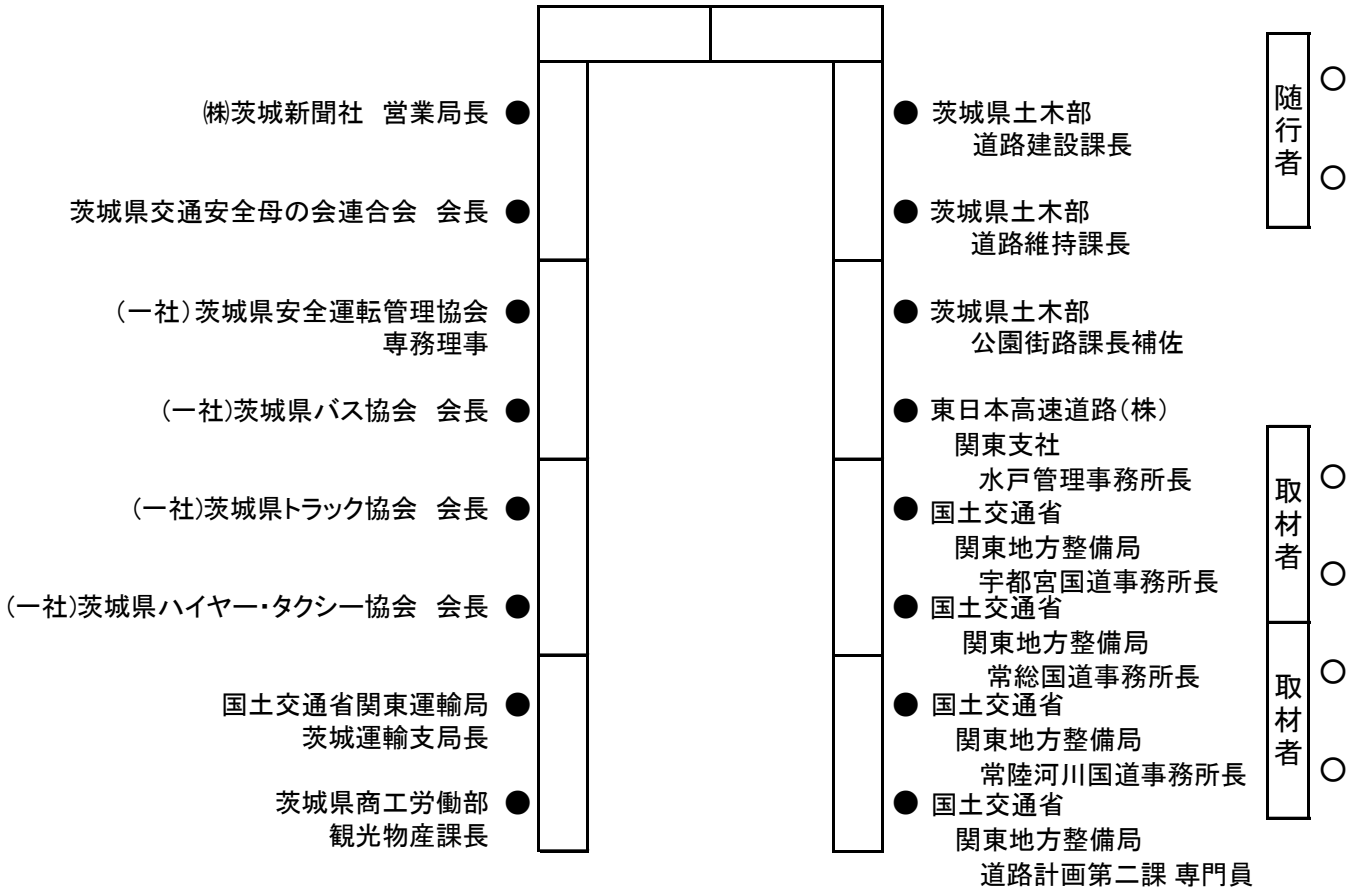 ㈱茨城新聞社　営業局長 ●
茨城県交通安全母の会連合会　会長 ●
（一社）茨城県安全運転管理協会 ●
専務理事
（一社）茨城県バス協会　会長 ●
（一社）茨城県トラック協会　会長 ●
（一社）茨城県ハイヤー・タクシー協会　会長 ●
国土交通省関東運輸局 ●
茨城運輸支局長
茨城県商工労働部 ●
観光物産課長
● 茨城県土木部
道路建設課長
● 茨城県土木部
道路維持課長
● 茨城県土木部
公園街路課長補佐
● 東日本高速道路（株）
関東支社
水戸管理事務所長
● 国土交通省
関東地方整備局
宇都宮国道事務所長
● 国土交通省
関東地方整備局
常総国道事務所長
● 国土交通省
関東地方整備局
常陸河川国道事務所長
● 国土交通省
関東地方整備局
道路計画第二課 専門員
随行者
取材者
取材者